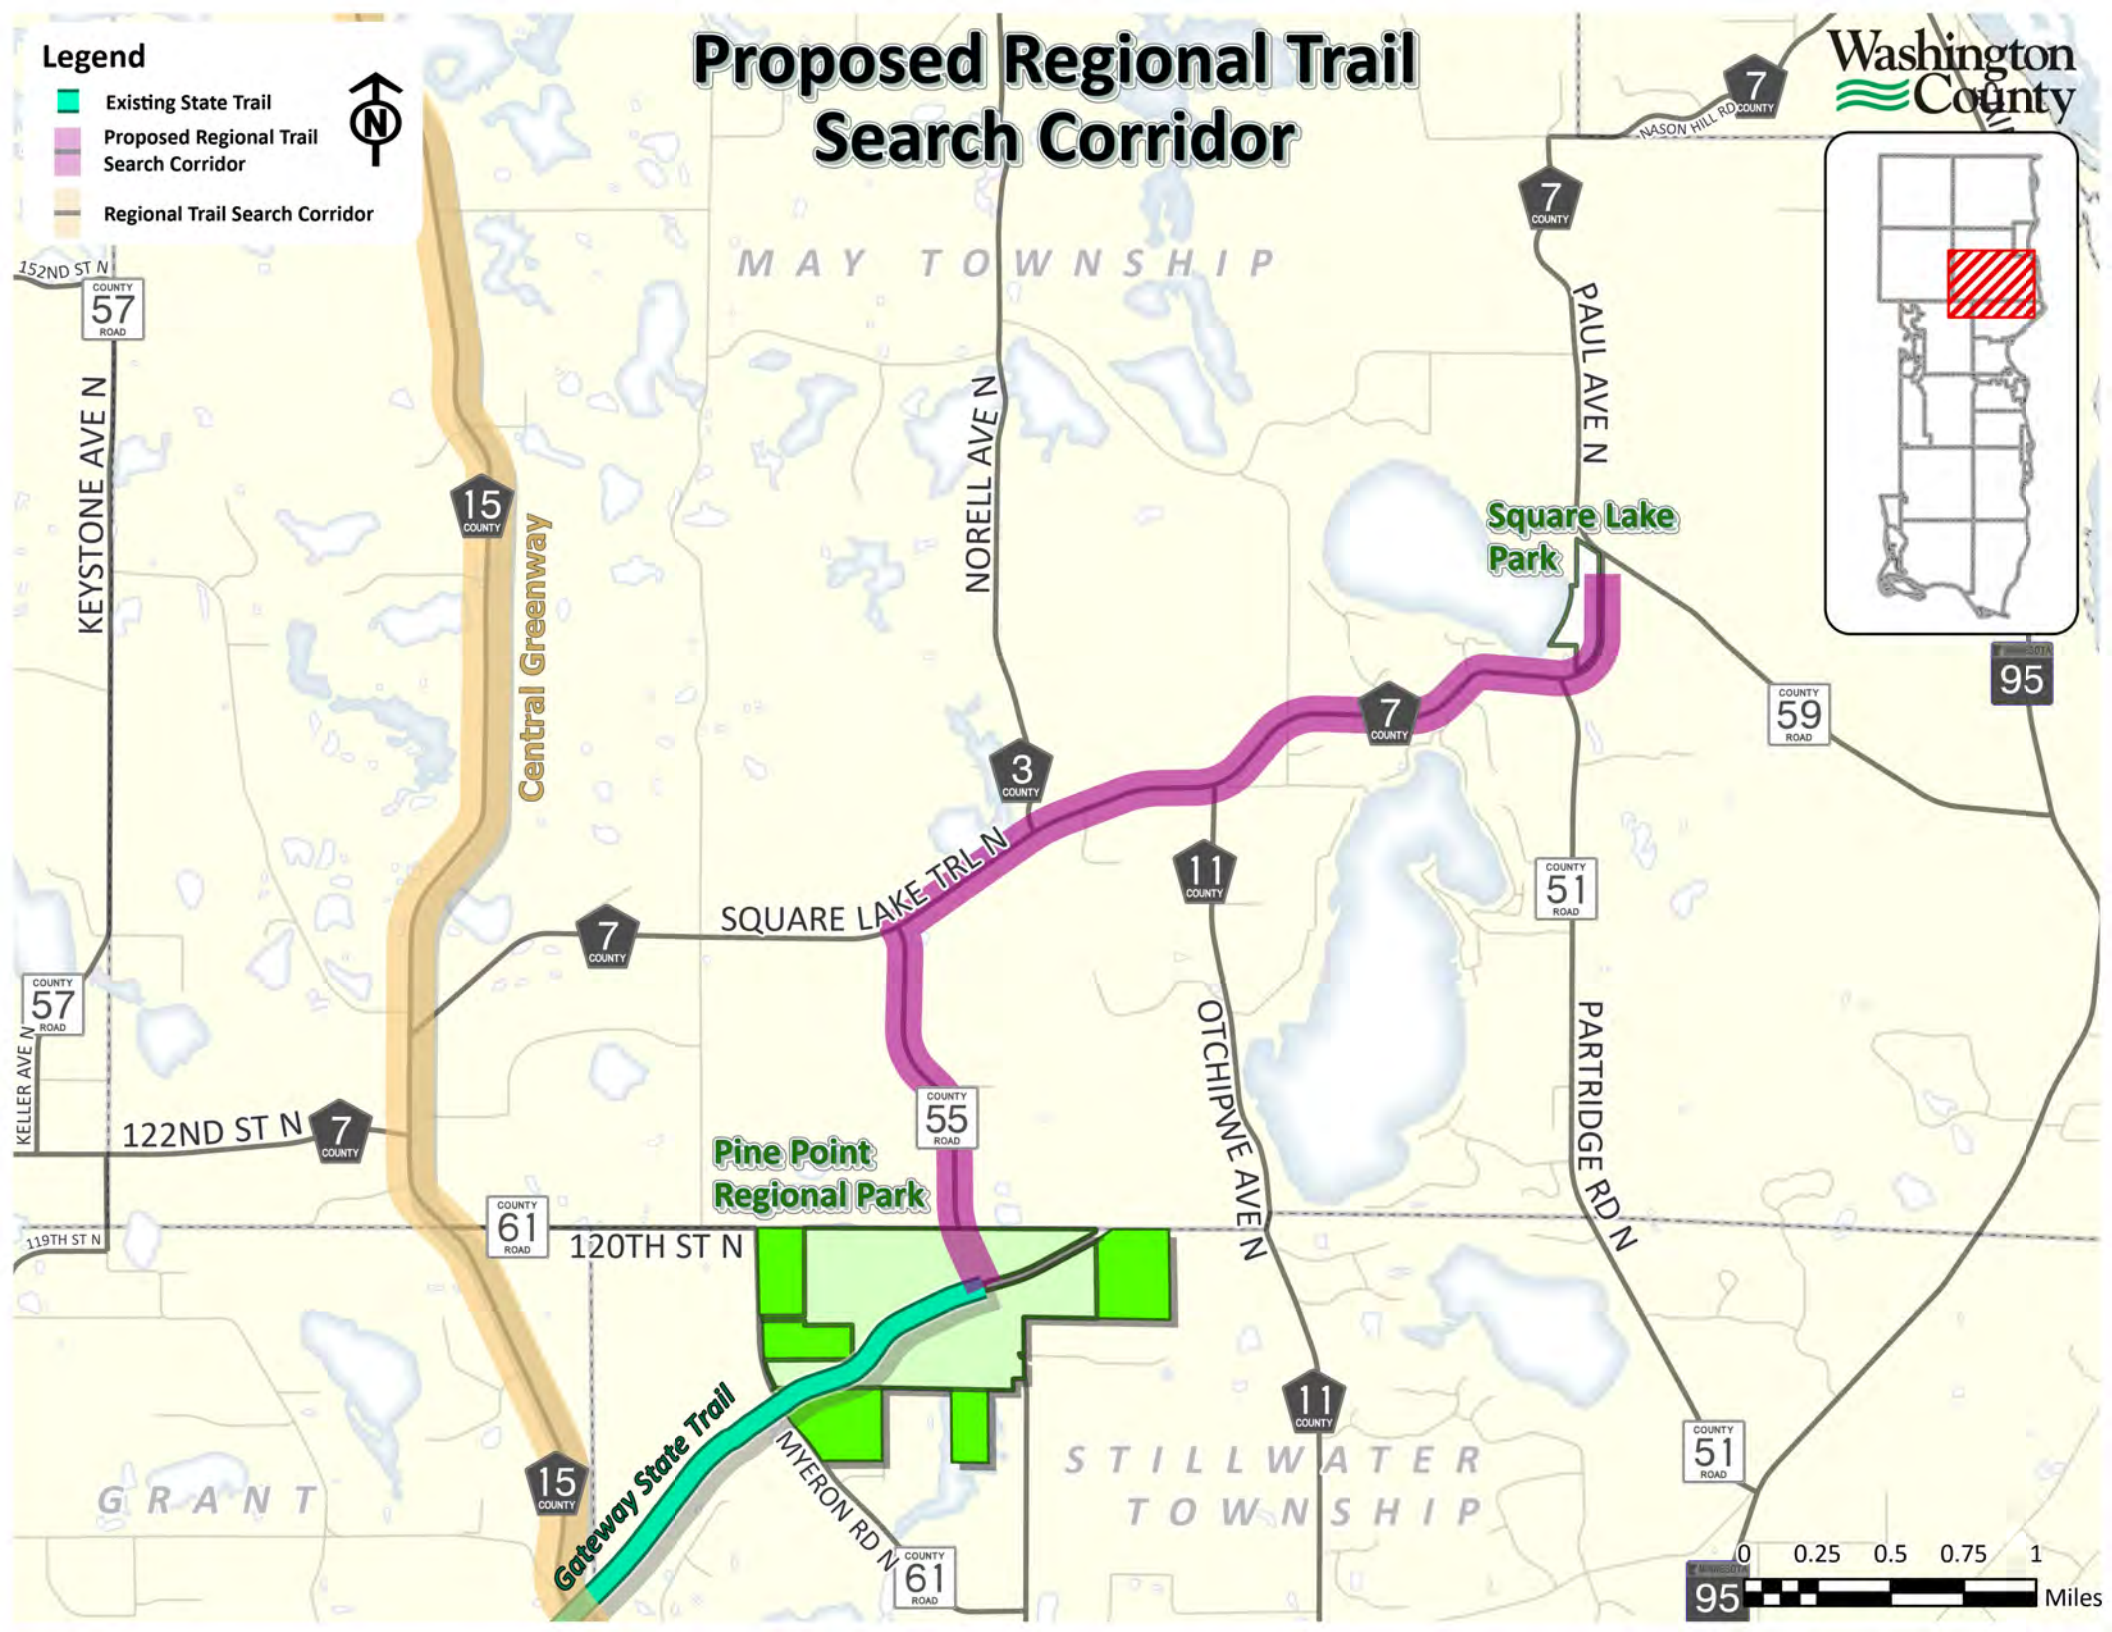 Proposed Regional Trail
Search Corridor
Legend
N
Existing State Trail
Proposed Regional Trail
Search Corridor
Regional Trail Search Corridor
Washington
County
7
COUNTY
NASON HILL RD
7
COUNTY
MAY TOWNSHIP
152ND ST N
COUNTY
57
ROAD
KEYSTONE AVE N
PAUL AVE N
NORELL AVE N
15
COUNTY
Central Greenway
Square Lake
Park
MINNESOTA
95
COUNTY
59
ROAD
7
COUNTY
3
COUNTY
11
COUNTY
COUNTY
51
ROAD
SQUARE LAKE TRL N
7
COUNTY
COUNTY
57
ROAD
KELLER AVE N
OTCHIPWE AVE N
PARTRIDGE RD N
122ND ST N
7
COUNTY
COUNTY
55
ROAD
Pine Point
Regional Park
COUNTY
61
ROAD
120TH ST N
119TH ST N
Gateway State Trail
MYERON RD N
11
COUNTY
COUNTY
51
ROAD
STILLWATER
TOWNSHIP
GRANT
15
COUNTY
COUNTY
61
ROAD
MINNESOTA
95
0 0.25 0.5 0.75 1
Miles